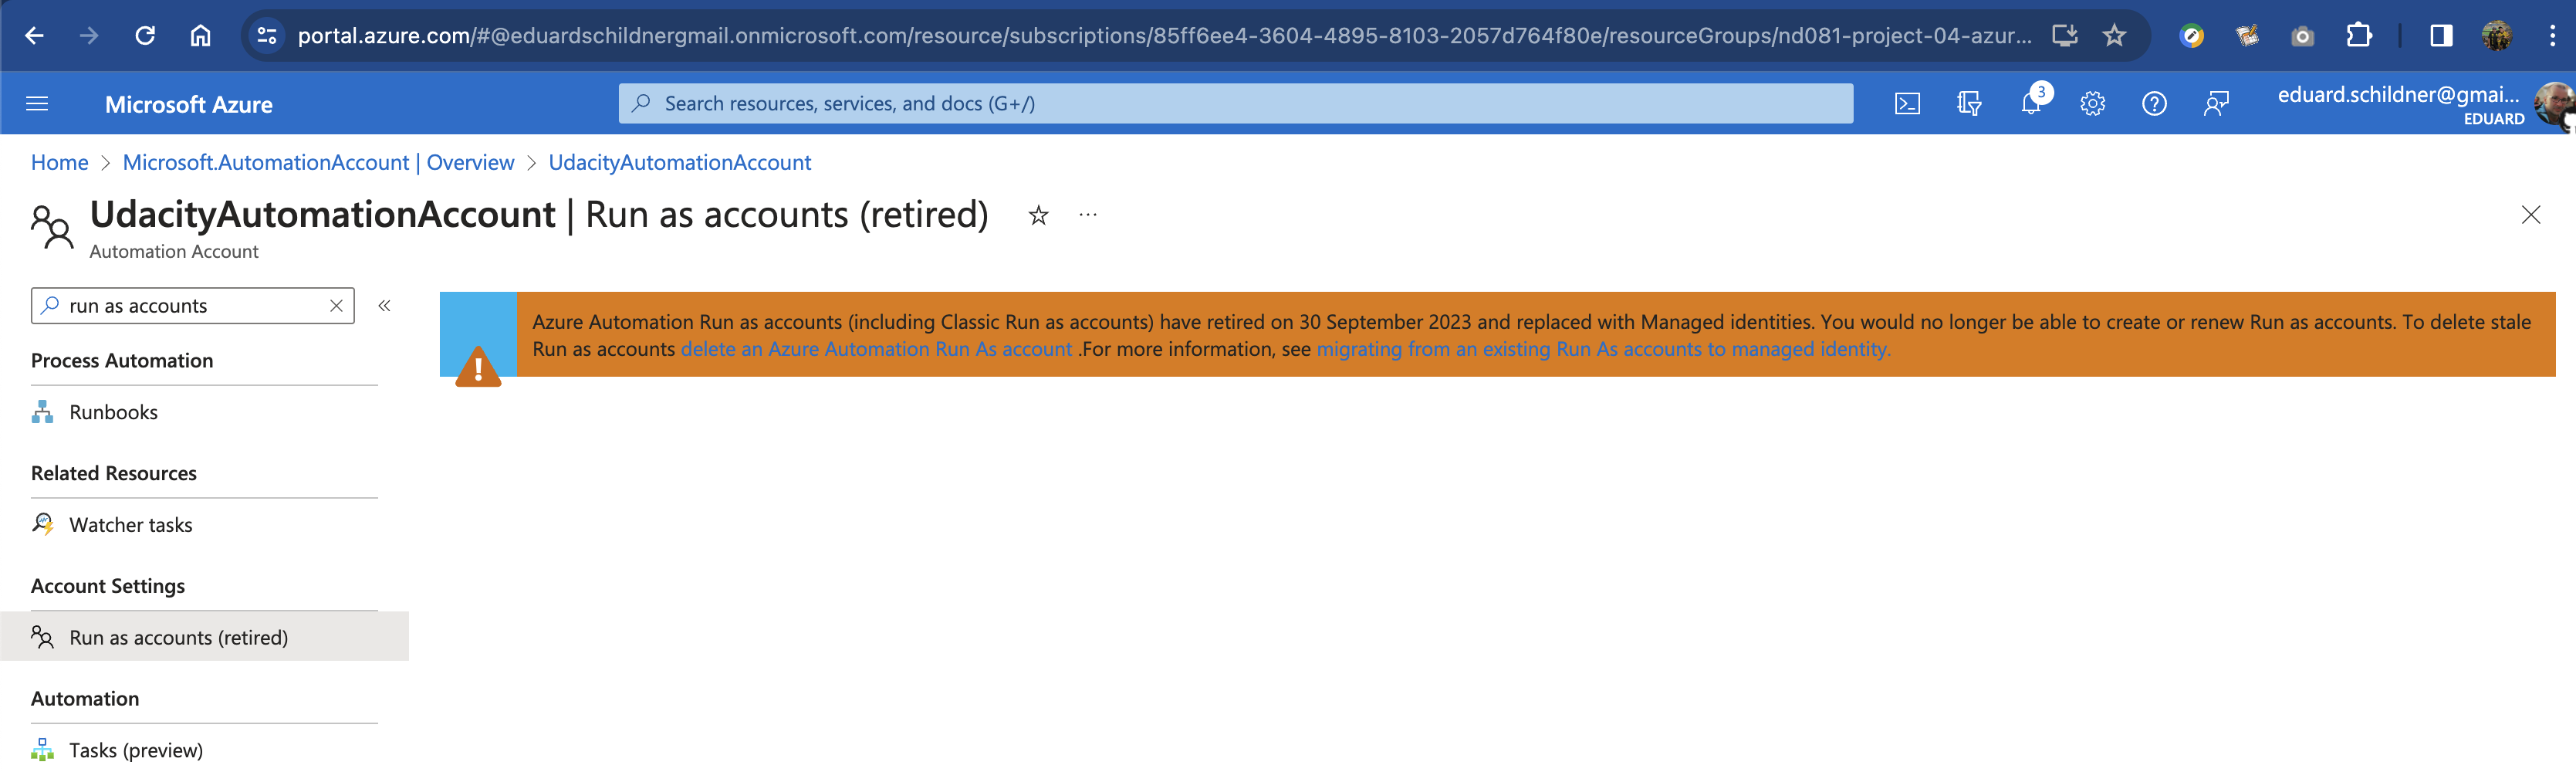 portal.azure.com/#@eduardschildnergmail.onmicrosoft.com/resource/subscriptions/85ff6ee4-3604-4895-8103-2057d764f80e/resourceGroups/nd081-project-04-azur...
Microsoft Azure
Search resources, services, and docs (G+/)
3
eduard.schildner@gmai...
EDUARD
Home > Microsoft.AutomationAccount | Overview > UdacityAutomationAccount
UdacityAutomationAccount | Run as accounts (retired)
Automation Account
run as accounts
Azure Automation Run as accounts (including Classic Run as accounts) have retired on 30 September 2023 and replaced with Managed identities. You would no longer be able to create or renew Run as accounts. To delete stale
Run as accounts delete an Azure Automation Run As account .For more information, see migrating from an existing Run As accounts to managed identity.
Process Automation
Runbooks
Related Resources
Watcher tasks
Account Settings
Run as accounts (retired)
Automation
Tasks (preview)